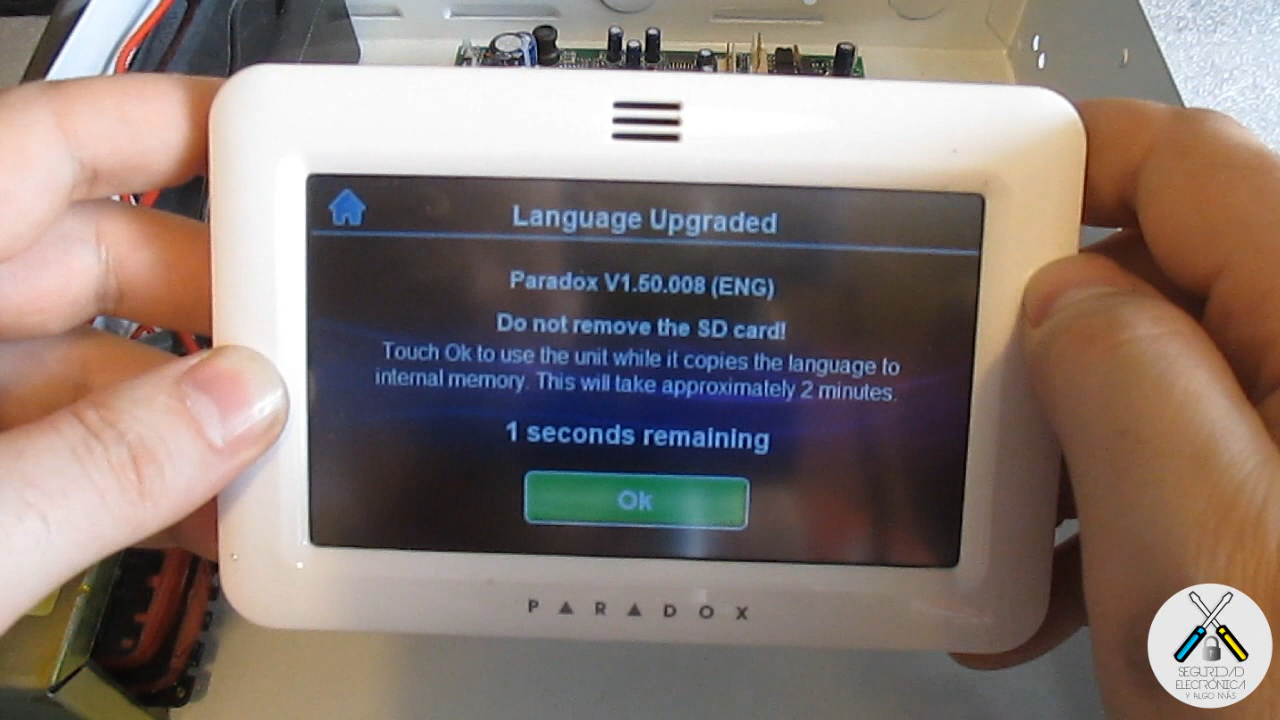 Language Upgraded
Paradox V1.50.008 (ENG)
Do not remove the SD card!
Touch Ok to use the unit while it copies the language to
internal memory. This will take approximately 2 minutes.
1 seconds remaining
Ok
PARADOX
SEGURIDAD
ELECTRÓNICA
Y ALGO MÁS